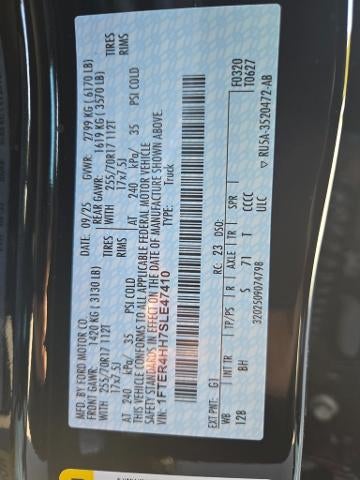 MFD. BY FORD MOTOR CO.
DATE: 09/25 GVWR: 2799 KG (6170 LB)
FRONT GAWR: 1420 KG (3130 LB) REAR GAWR: 1619 KG (3570 LB)
WITH 255/70R17 112T TIRES WITH 255/70R17 112T TIRES
17x7.5J RIMS 17x7.5J RIMS
AT 240 kPa/ 35 PSI COLD AT 240 kPa/ 35 PSI COLD
THIS VEHICLE CONFORMS TO ALL APPLICABLE FEDERAL MOTOR VEHICLE
SAFETY STANDARDS IN EFFECT ON THE DATE OF MANUFACTURE SHOWN ABOVE.
VIN: 1FTER4HH7SLE47410 TYPE: Truck
EXT PNT: G1 RC: 23 DSO: F0320
T0627
WB INT TR TP/PS R AXLE TR SPR
128 BH S 71 T CCCC
ULC
3202509074798 RU5A-3520472-AB